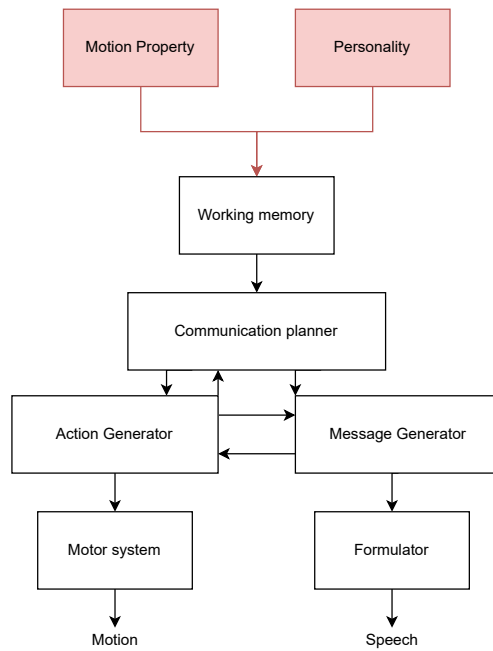 Motion Property
Personality
Working memory
Communication planner
Action Generator
Message Generator
Motor system
Formulator
Motion
Speech